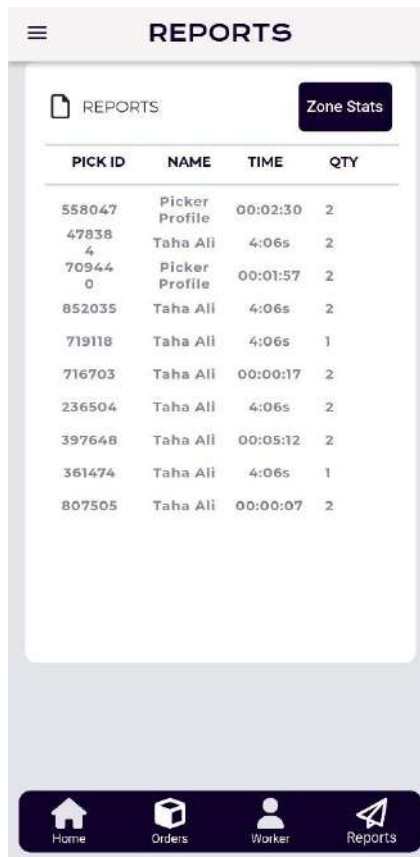 REPORTS
REPORTS
Zone Stats
PICK ID NAME TIME QTY
558047 Picker Profile 00:02:30 2
478384 Taha Ali 4:06s 2
709440 Picker Profile 00:01:57 2
852035 Taha Ali 4:06s 2
719118 Taha Ali 4:06s 1
716703 Taha Ali 00:00:17 2
236504 Taha Ali 4:06s 2
397648 Taha Ali 00:05:12 2
361474 Taha Ali 4:06s 1
807505 Taha Ali 00:00:07 2
Home Orders Worker Reports